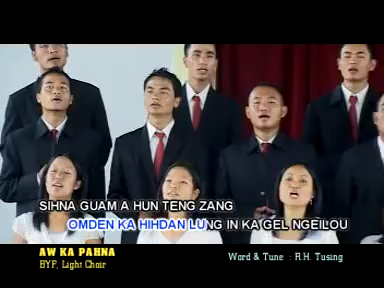 SIHNA GUAM A HUN TENG ZANG
OMDEN KA HIHDAN LUNG IN KA GEL NGEILOU
AW KA PAHNA
BYF, Light Choir
Word & Tune : R.H. Tusing